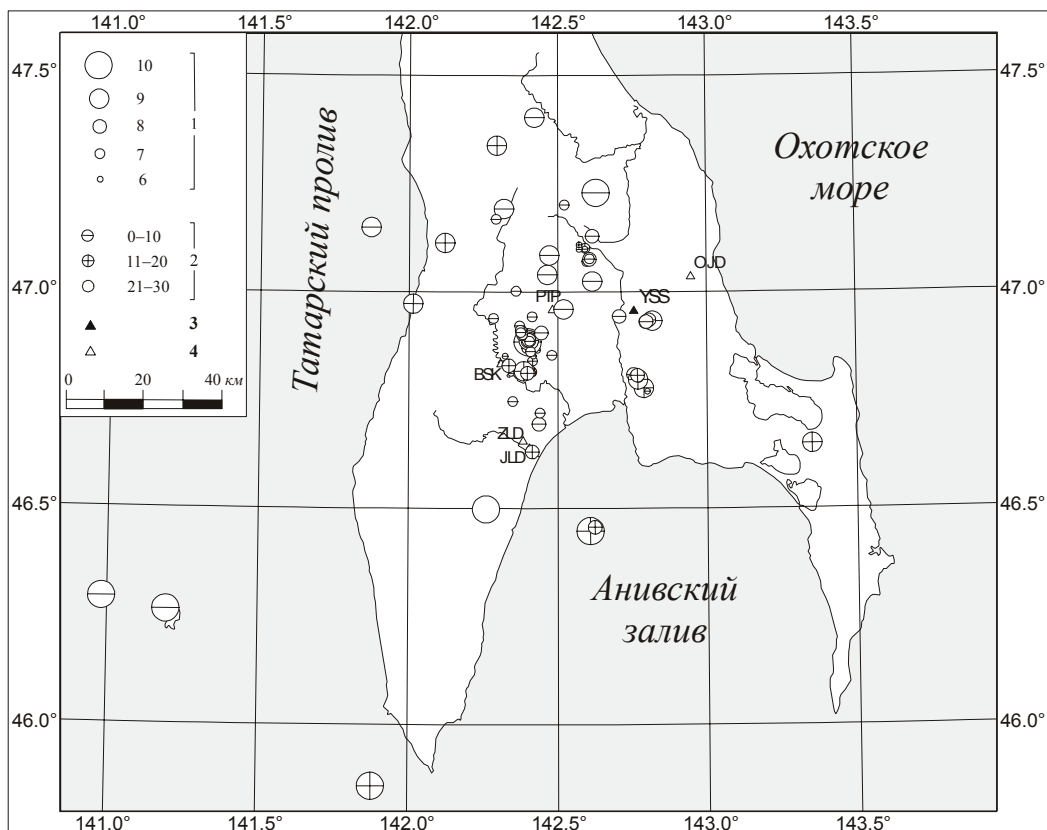 141.0° 141.5° 142.0° 142.5° 143.0° 143.5°
47.5° 47.5°
10
9
8
1
7
6
0–10
11–20 2
21–30
3
4
0 20 40 км
Татарский пролив
Охотское
море
OJD
47.0°
PTP YSS
BSK
ZLD
JLD
46.5° 46.5°
Анивский
залив
46.0° 46.0°
47.0°
141.0° 141.5° 142.0° 142.5° 143.0° 143.5°